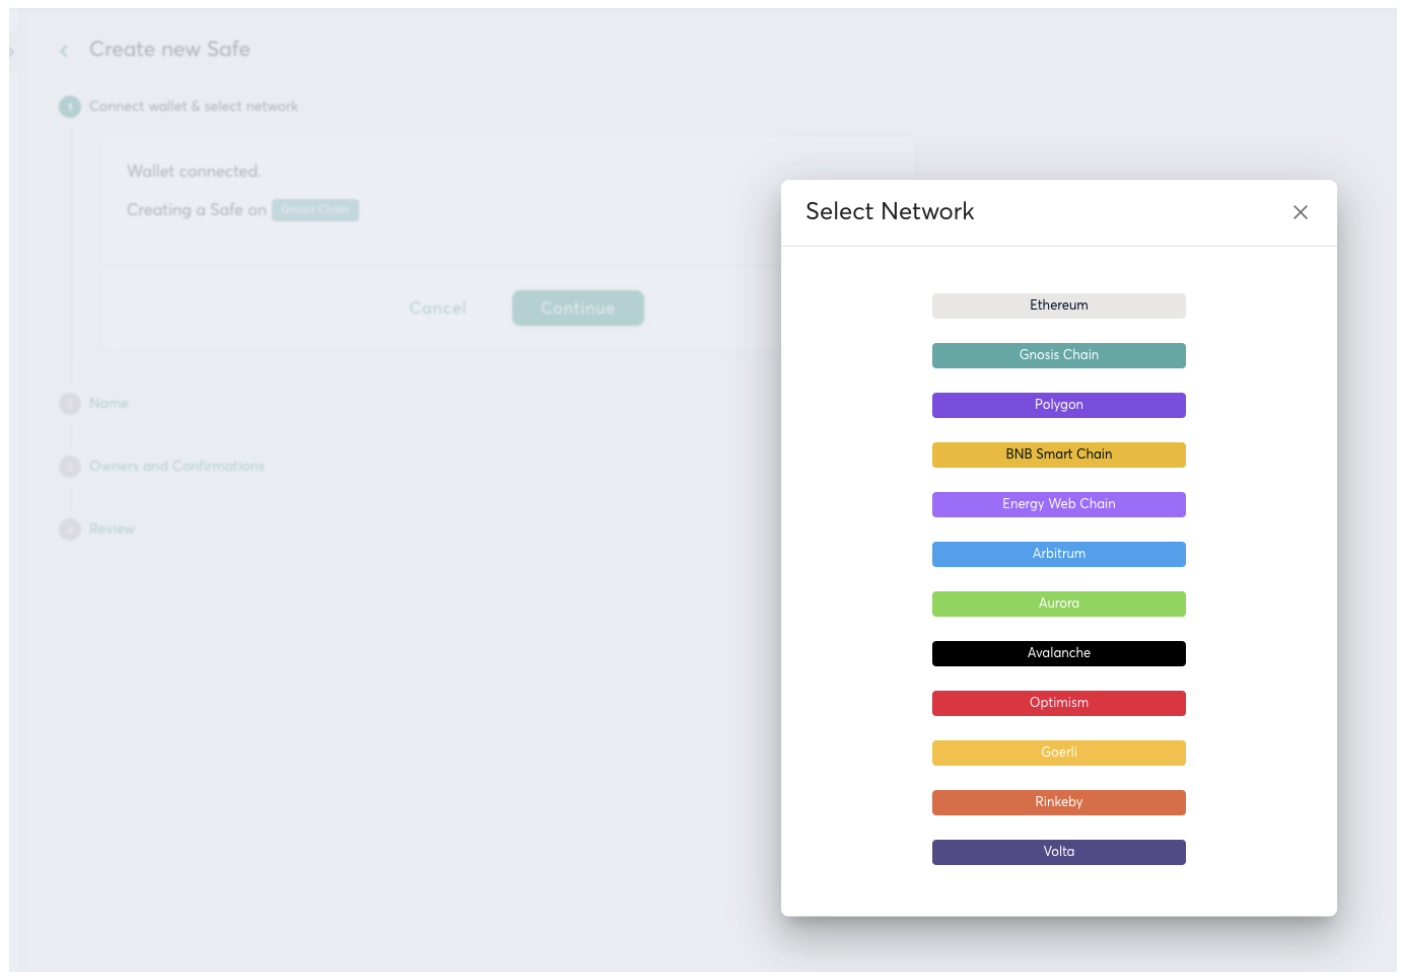 Create new Safe
1
Connect wallet & select network
Wallet connected.
Creating a Safe on Gnosis Chain
Cancel
Continue
2
Name
3
Owners and Confirmations
4
Review
Select Network
Ethereum
Gnosis Chain
Polygon
BNB Smart Chain
Energy Web Chain
Arbitrum
Aurora
Avalanche
Optimism
Goerli
Rinkeby
Volta